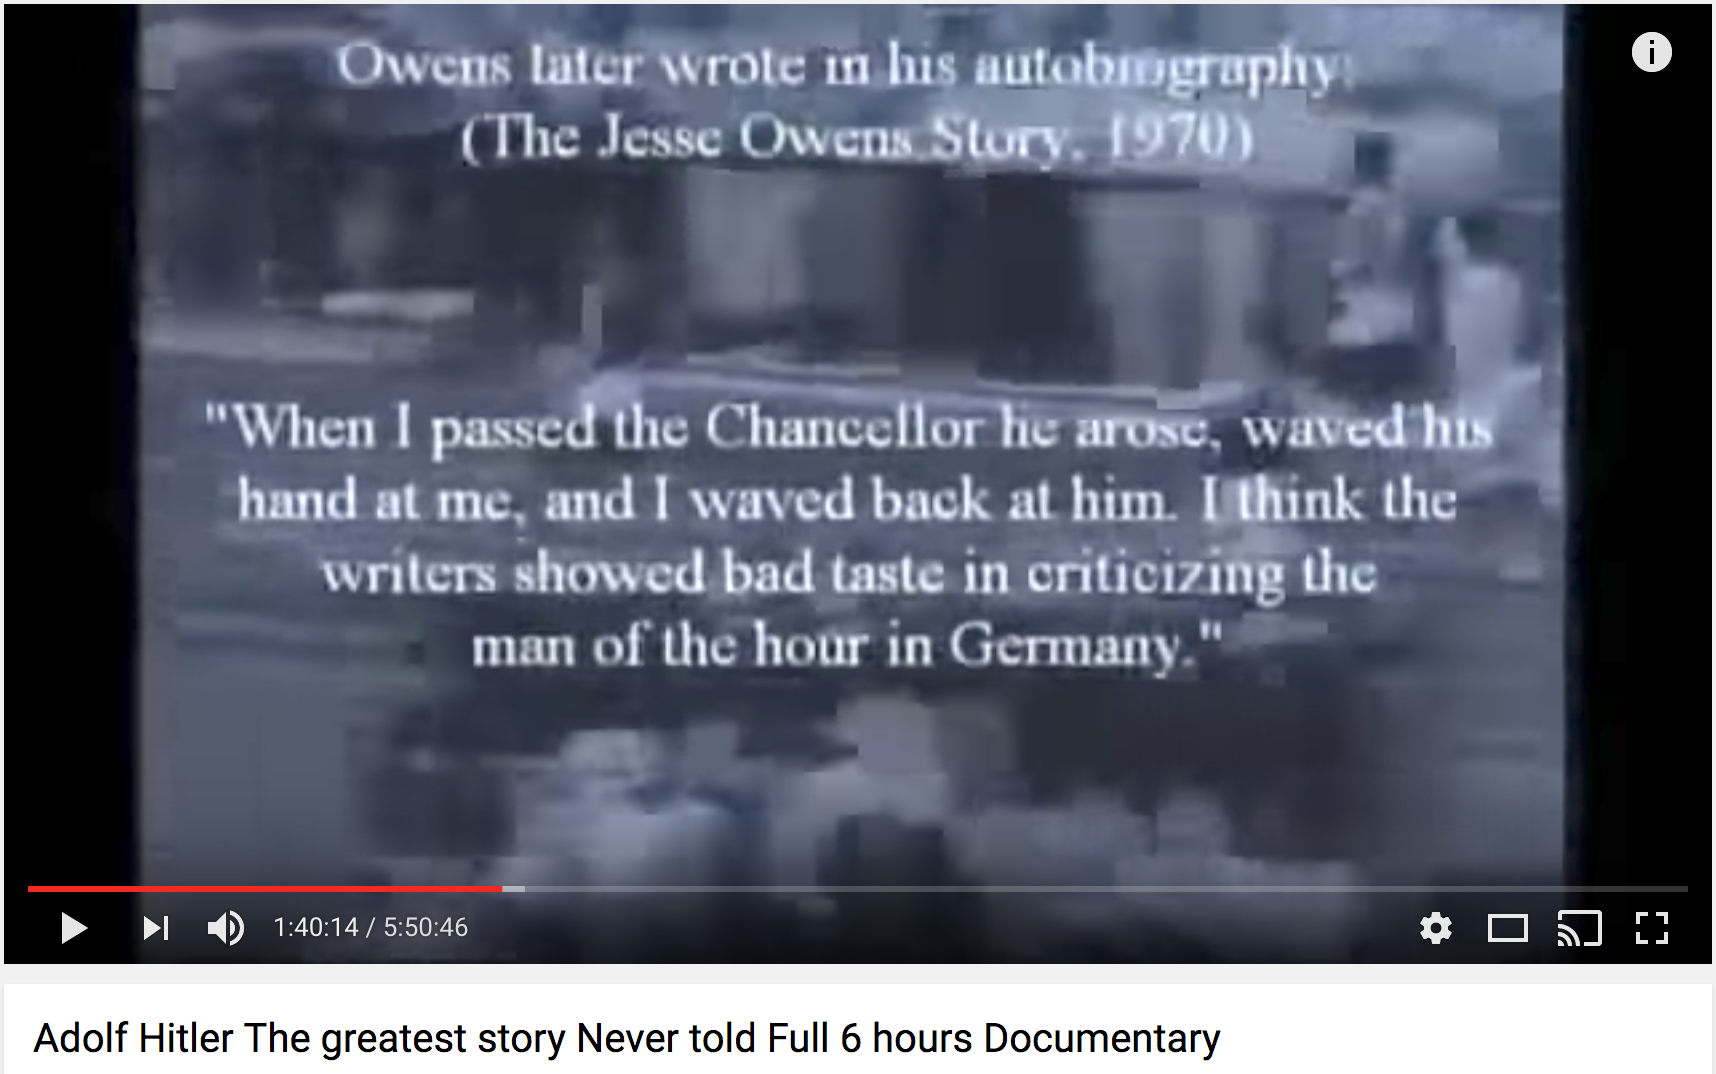 Owens later wrote in his autobiography:
(The Jesse Owens Story, 1970)
"When I passed the Chancellor he arose, waved his
hand at me, and I waved back at him. I think the
writers showed bad taste in criticizing the
man of the hour in Germany."
1:40:14 / 5:50:46
Adolf Hitler The greatest story Never told Full 6 hours Documentary